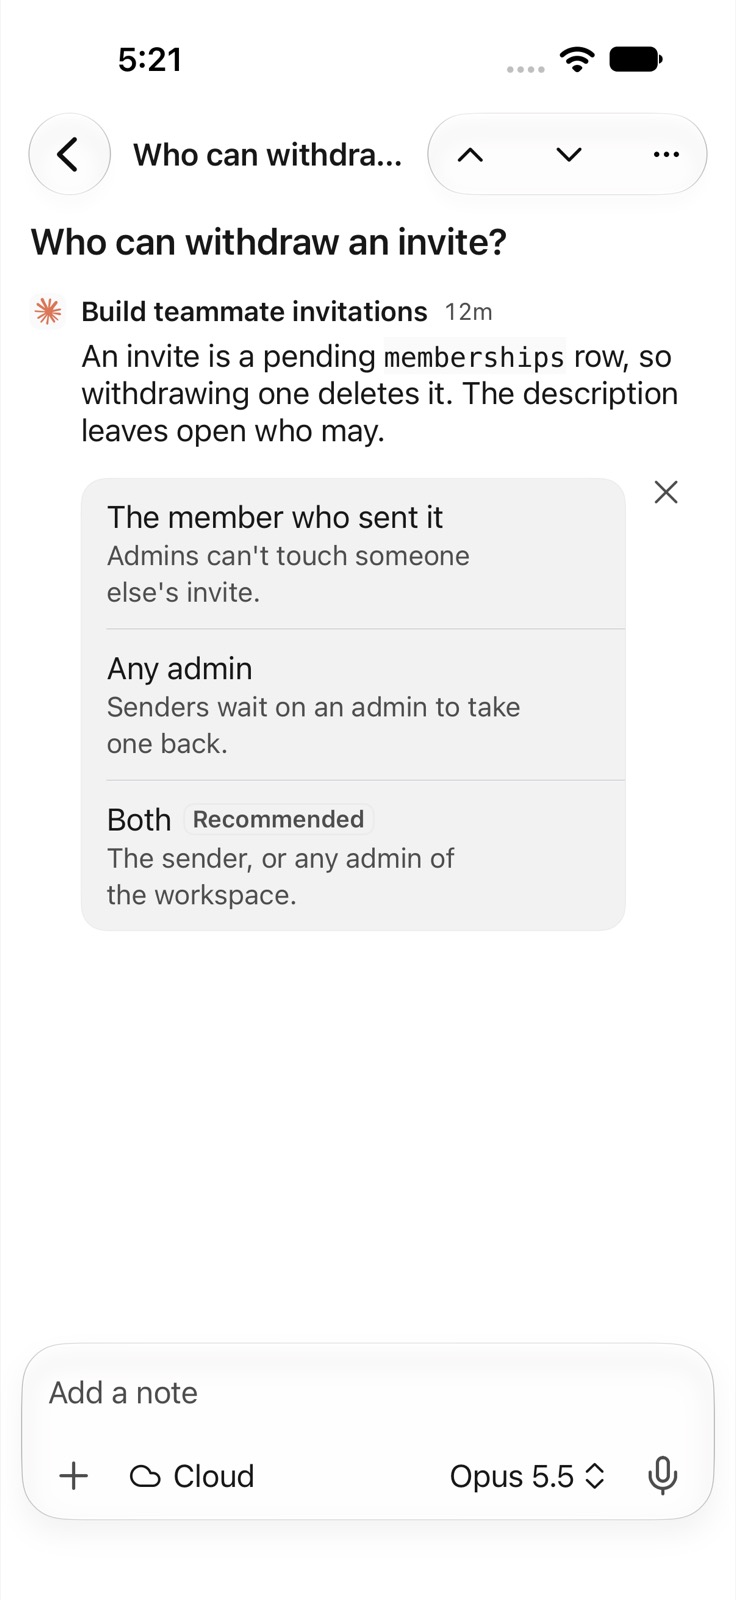 5:21
Who can withdra...
Who can withdraw an invite?
Build teammate invitations 12m
An invite is a pending memberships row, so
withdrawing one deletes it. The description
leaves open who may.
The member who sent it
Admins can't touch someone
else's invite.
Any admin
Senders wait on an admin to take
one back.
Both Recommended
The sender, or any admin of
the workspace.
Add a note
Cloud
Opus 5.5